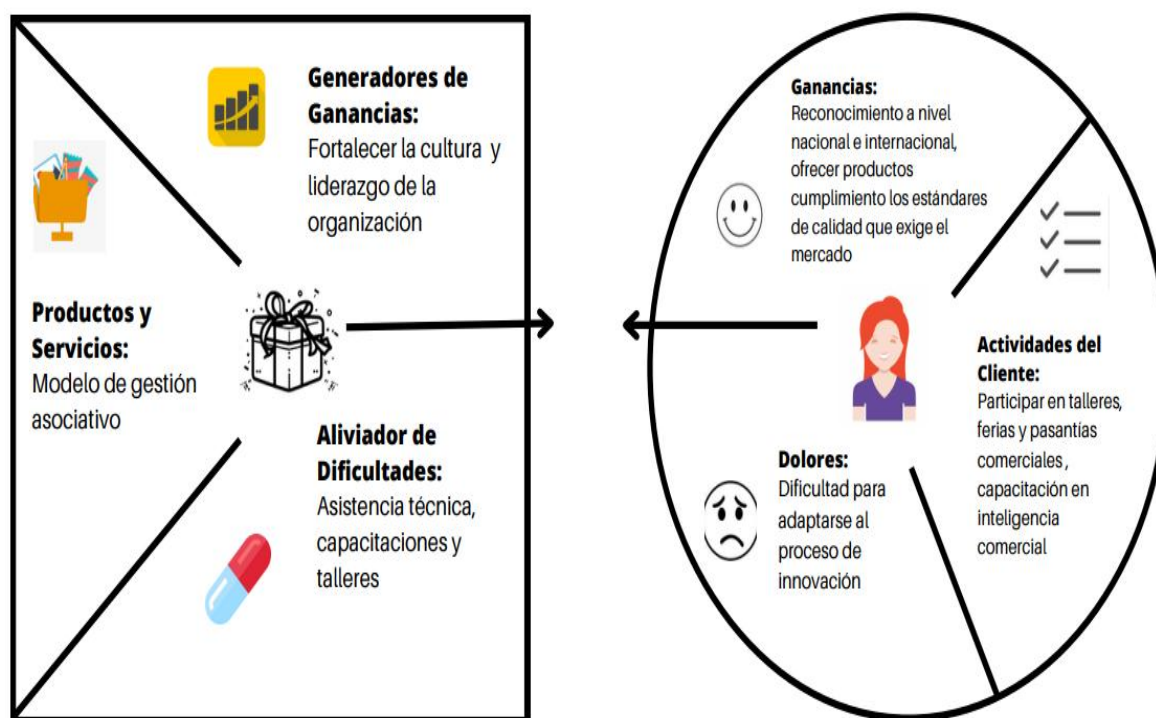 Generadores de
Ganancias:
Fortalecer la cultura y
liderazgo de la
organización
Productos y
Servicios:
Modelo de gestión
asociativo
Aliviador de
Dificultades:
Asistencia técnica,
capacitaciones y
talleres
Ganancias:
Reconocimiento a nivel
nacional e internacional,
ofrecer productos
cumplimiento los estándares
de calidad que exige el
mercado
Actividades del
Cliente:
Participar en talleres,
ferias y pasantías
comerciales ,
capacitación en
inteligencia
comercial
Dolores:
Dificultad para
adaptarse al
proceso de
innovación